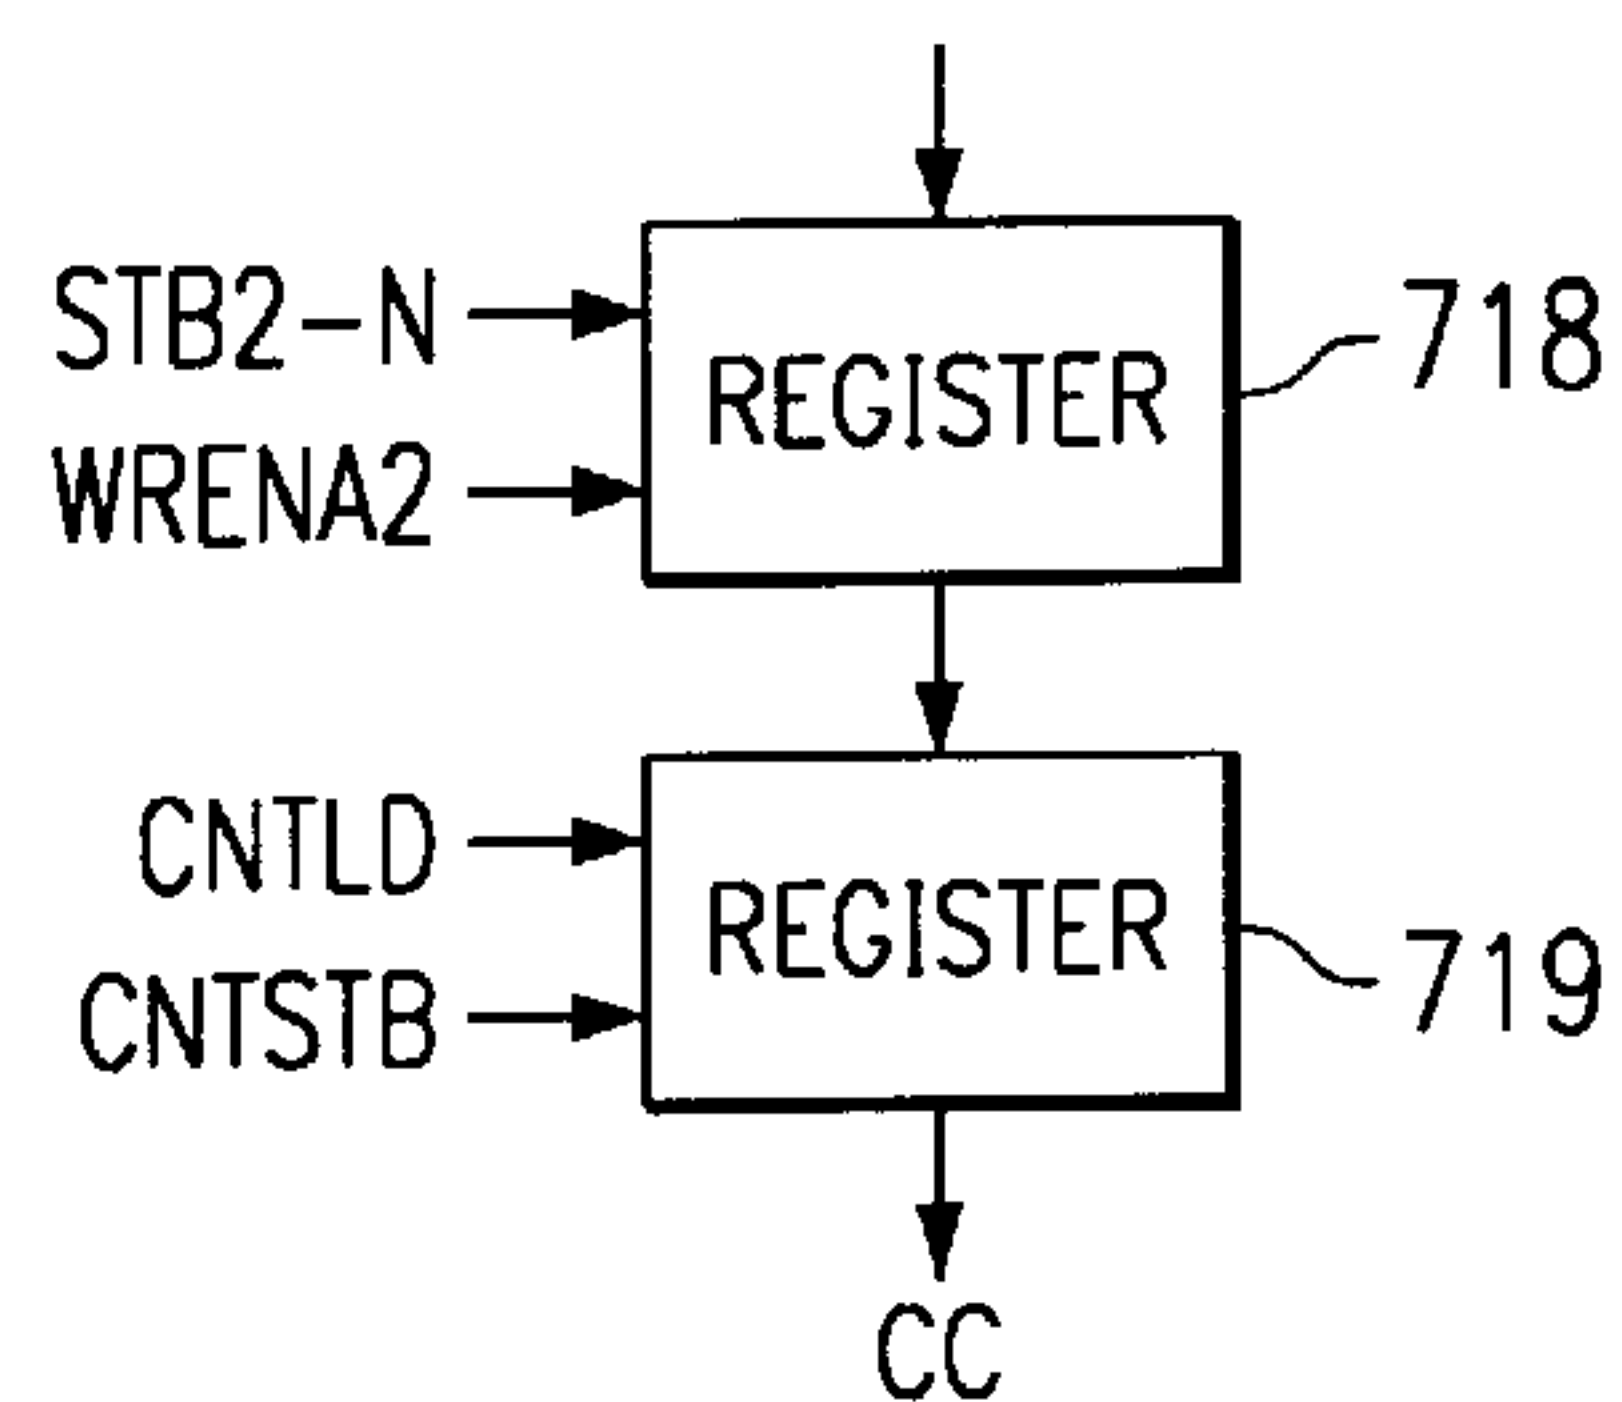 STB2-N
718
REGISTER
WRENA2
CNTLD
REGISTER
719
CNTSTB
CC